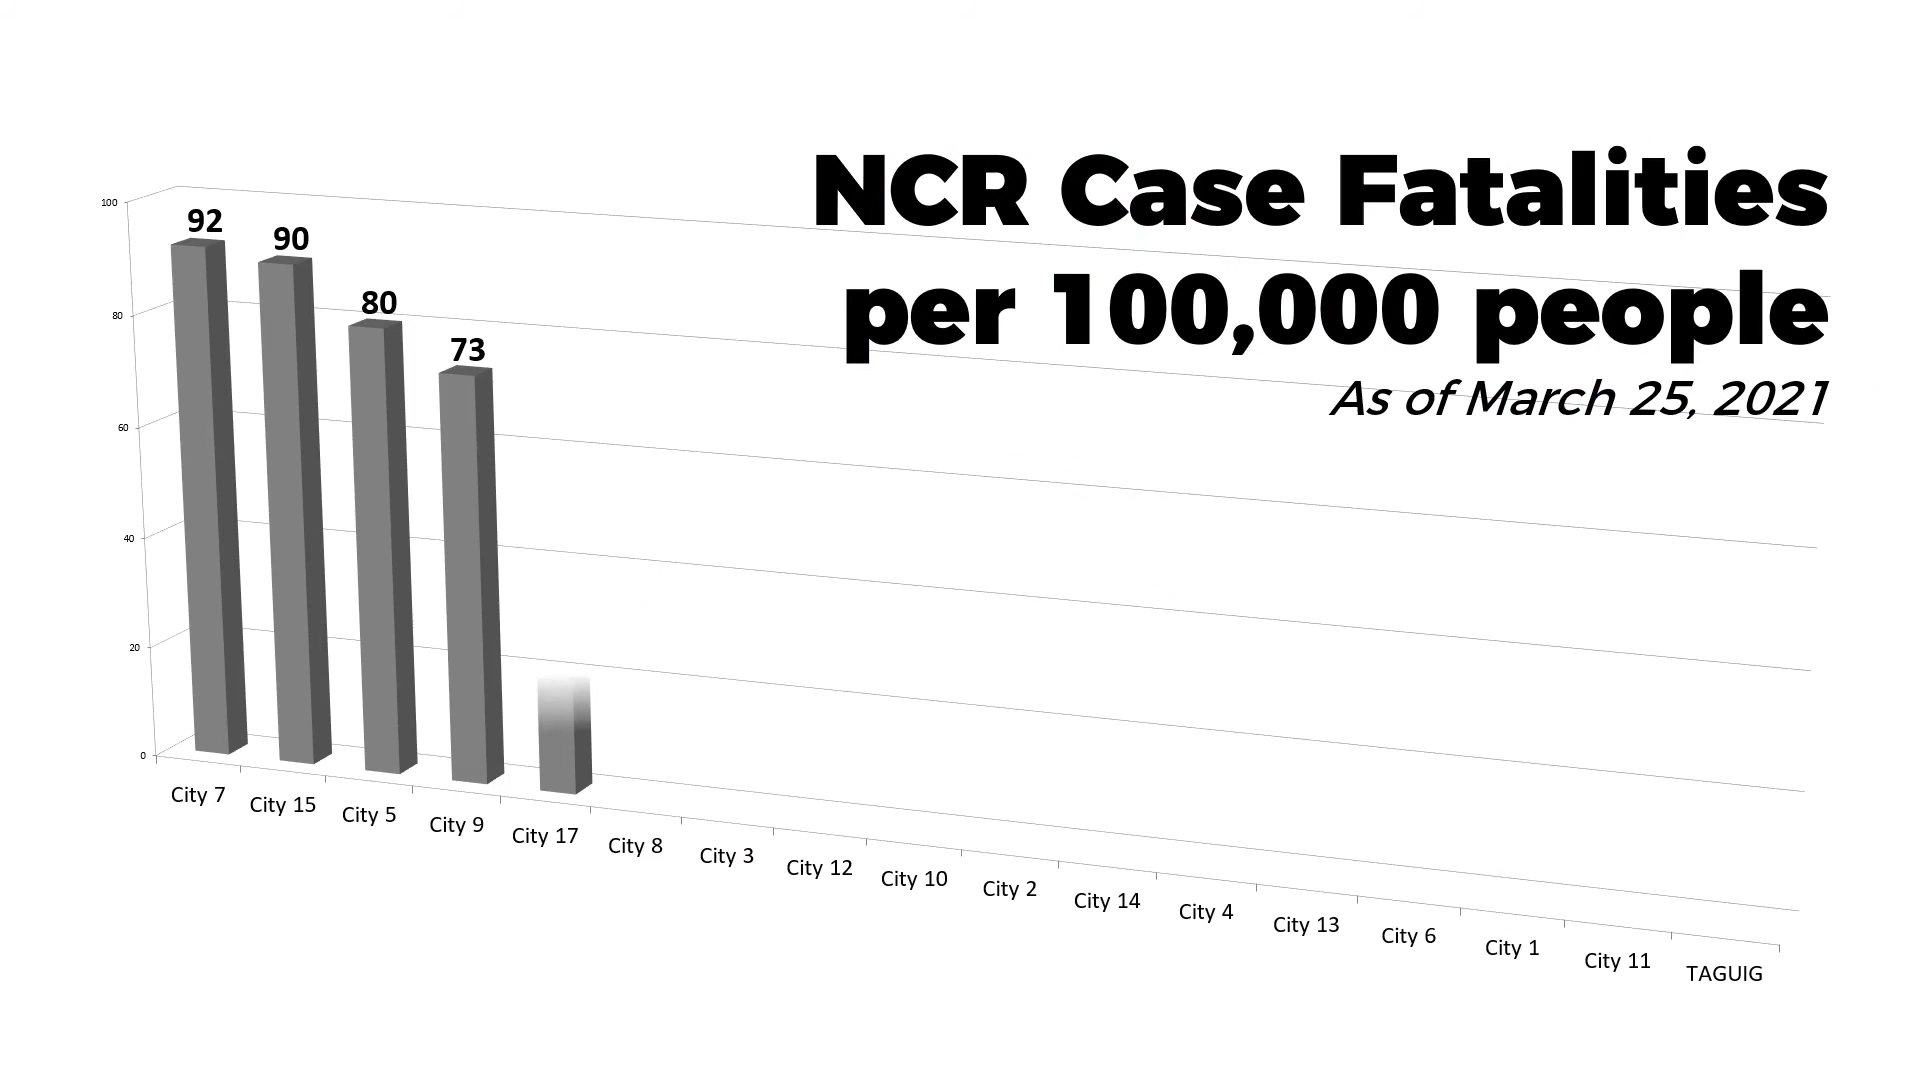 NCR Case Fatalities
per 100,000 people
As of March 25, 2021
100
80
60
40
20
0
92
90
80
73
City 7
City 15
City 5
City 9
City 17
City 8
City 3
City 12
City 10
City 2
City 14
City 4
City 13
City 6
City 1
City 11
TAGUIG